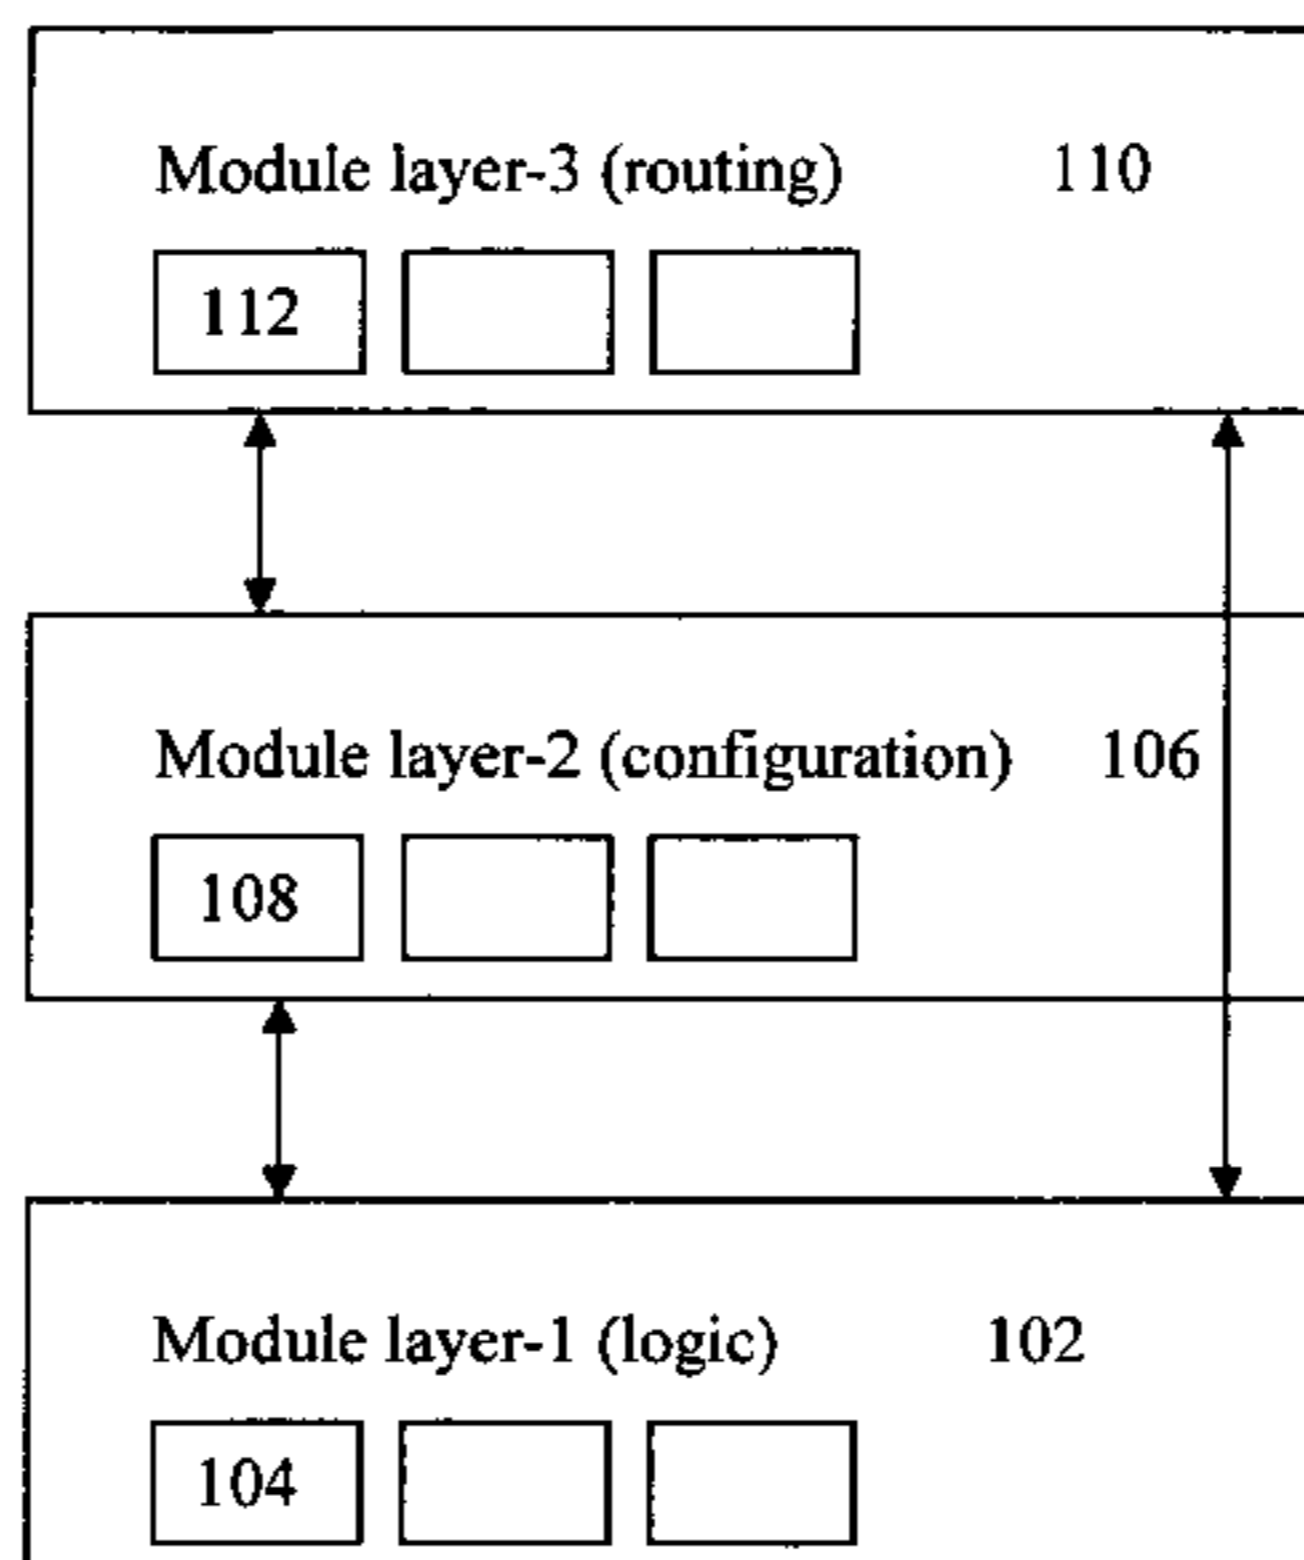 Module layer-3 (routing) 110
112
Module layer-2 (configuration) 106
108
Module layer-1 (logic) 102
104